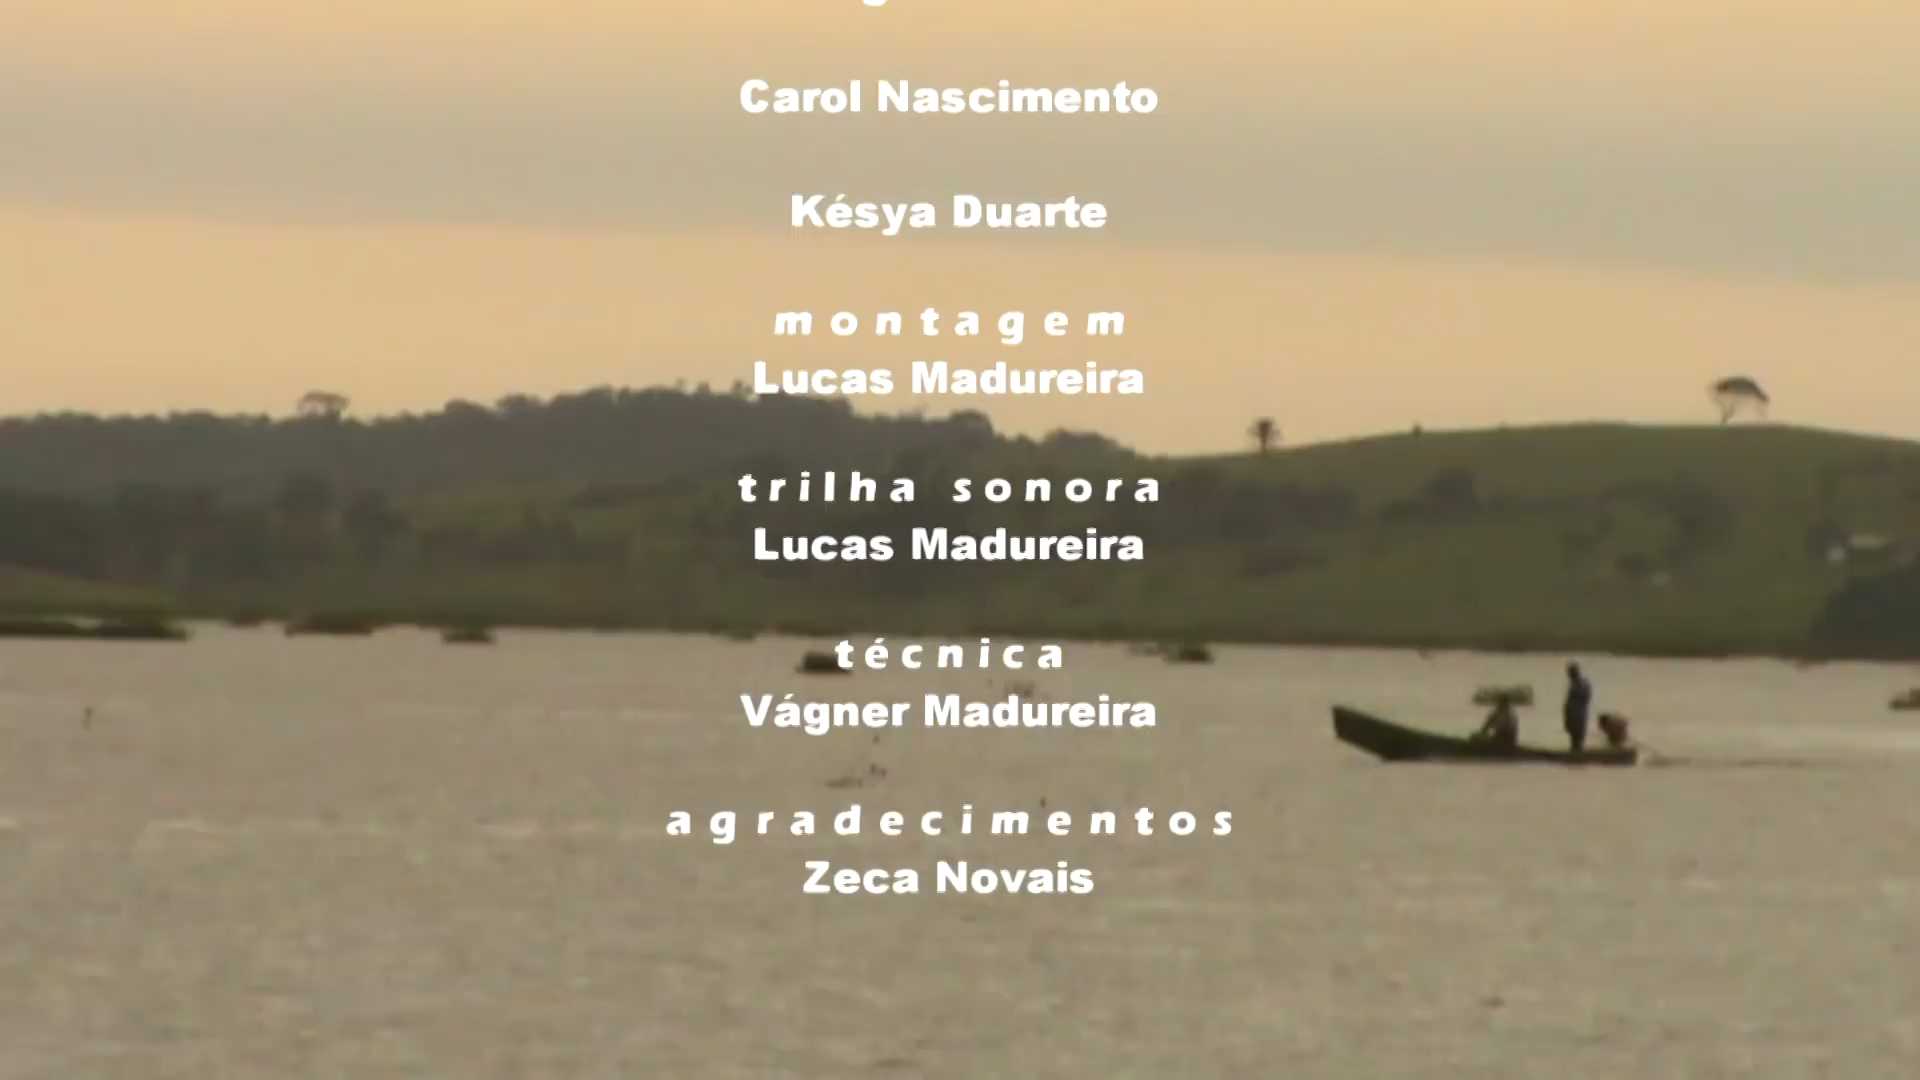 Carol Nascimento
Késya Duarte
montagem
Lucas Madureira
trilha sonora
Lucas Madureira
técnica
Vágner Madureira
agradecimentos
Zeca Novais